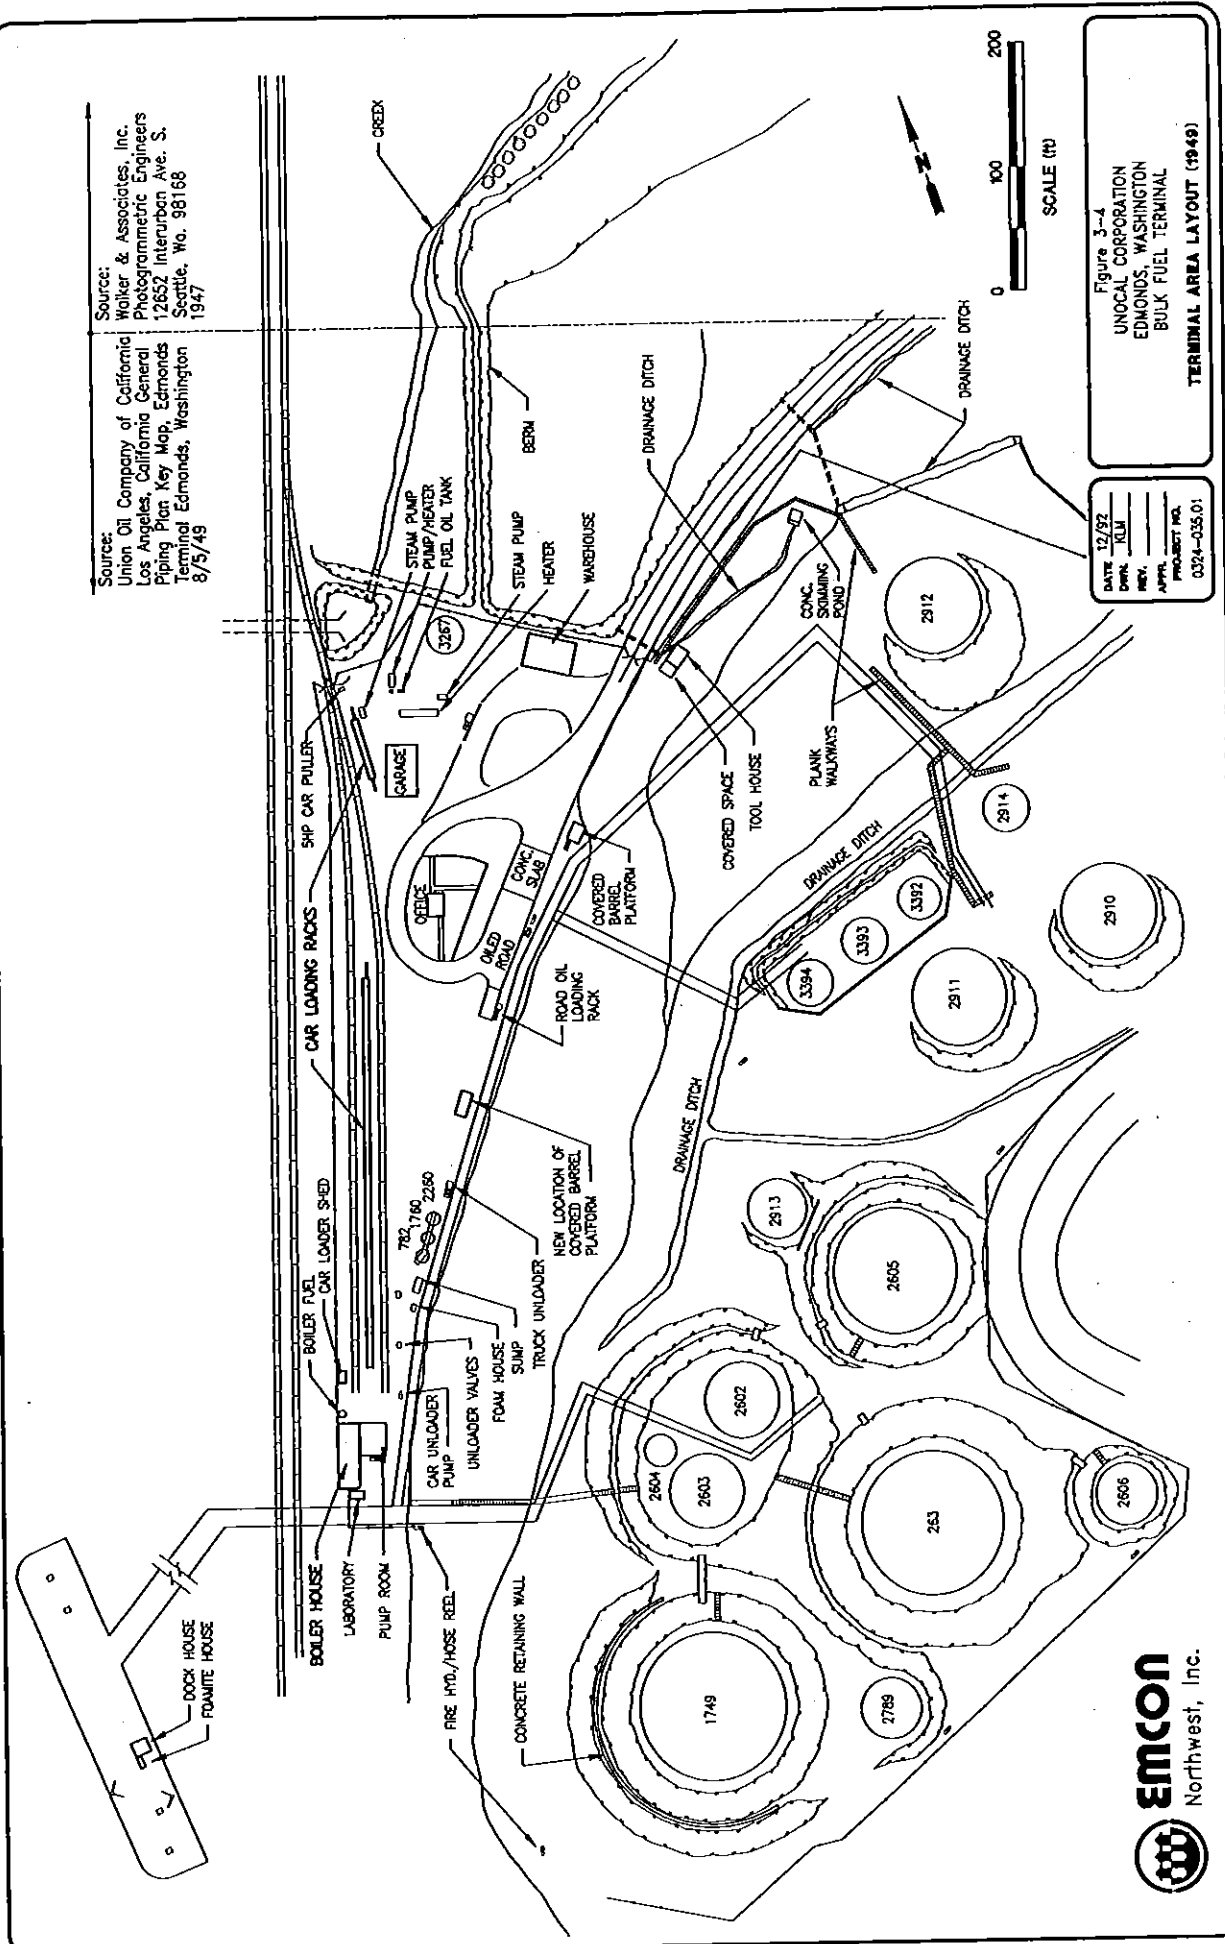 Source:
Union Oil Company of California
Los Angeles, California General
Piping Plan Key Map, Edmonds
Terminal Edmonds, Washington
8/5/49
Source:
Walker & Associates, Inc.
Photogrammetric Engineers
12652 Interurban Ave. S.
Seattle, Wa. 98168
1947
DOCK HOUSE
FOAMITE HOUSE
BOILER HOUSE
LABORATORY
PUMP ROOM
BOILER FUEL
CAR LOADER SHED
CAR LOADING RACKS
5HP CAR PULLER
CREEK
STEAM PUMP
PUMP/HEATER
FUEL OIL TANK
3267
STEAM PUMP
HEATER
WAREHOUSE
BERM
GARAGE
OFFICE
CONC.
SLAB
OILED
ROAD
782
1760
2260
FIRE HYD./HOSE REEL
CAR UNLOADER
PUMP
UNLOADER VALVES
FOAM HOUSE
SUMP
TRUCK UNLOADER
NEW LOCATION OF
COVERED BARREL
PLATFORM
ROAD OIL
LOADING
RACK
COVERED
BARREL
PLATFORM
COVERED SPACE
TOOL HOUSE
DRAINAGE DITCH
CONC.
SKIMMING
POND
PLANK
WALKWAYS
DRAINAGE DITCH
DRAINAGE DITCH
DRAINAGE DITCH
CONCRETE RETAINING WALL
1749
2789
2604
2603
2602
263
2606
2913
2605
3394
3393
3392
2911
2910
2914
2912
N
0
100
200
SCALE (ft)
EMCON
Northwest, Inc.
DATE 12/92
DWN. KLM
REV.
APPR.
PROJECT NO.
0324-035.01
Figure 3-4
UNOCAL CORPORATION
EDMONDS, WASHINGTON
BULK FUEL TERMINAL
TERMINAL AREA LAYOUT (1949)